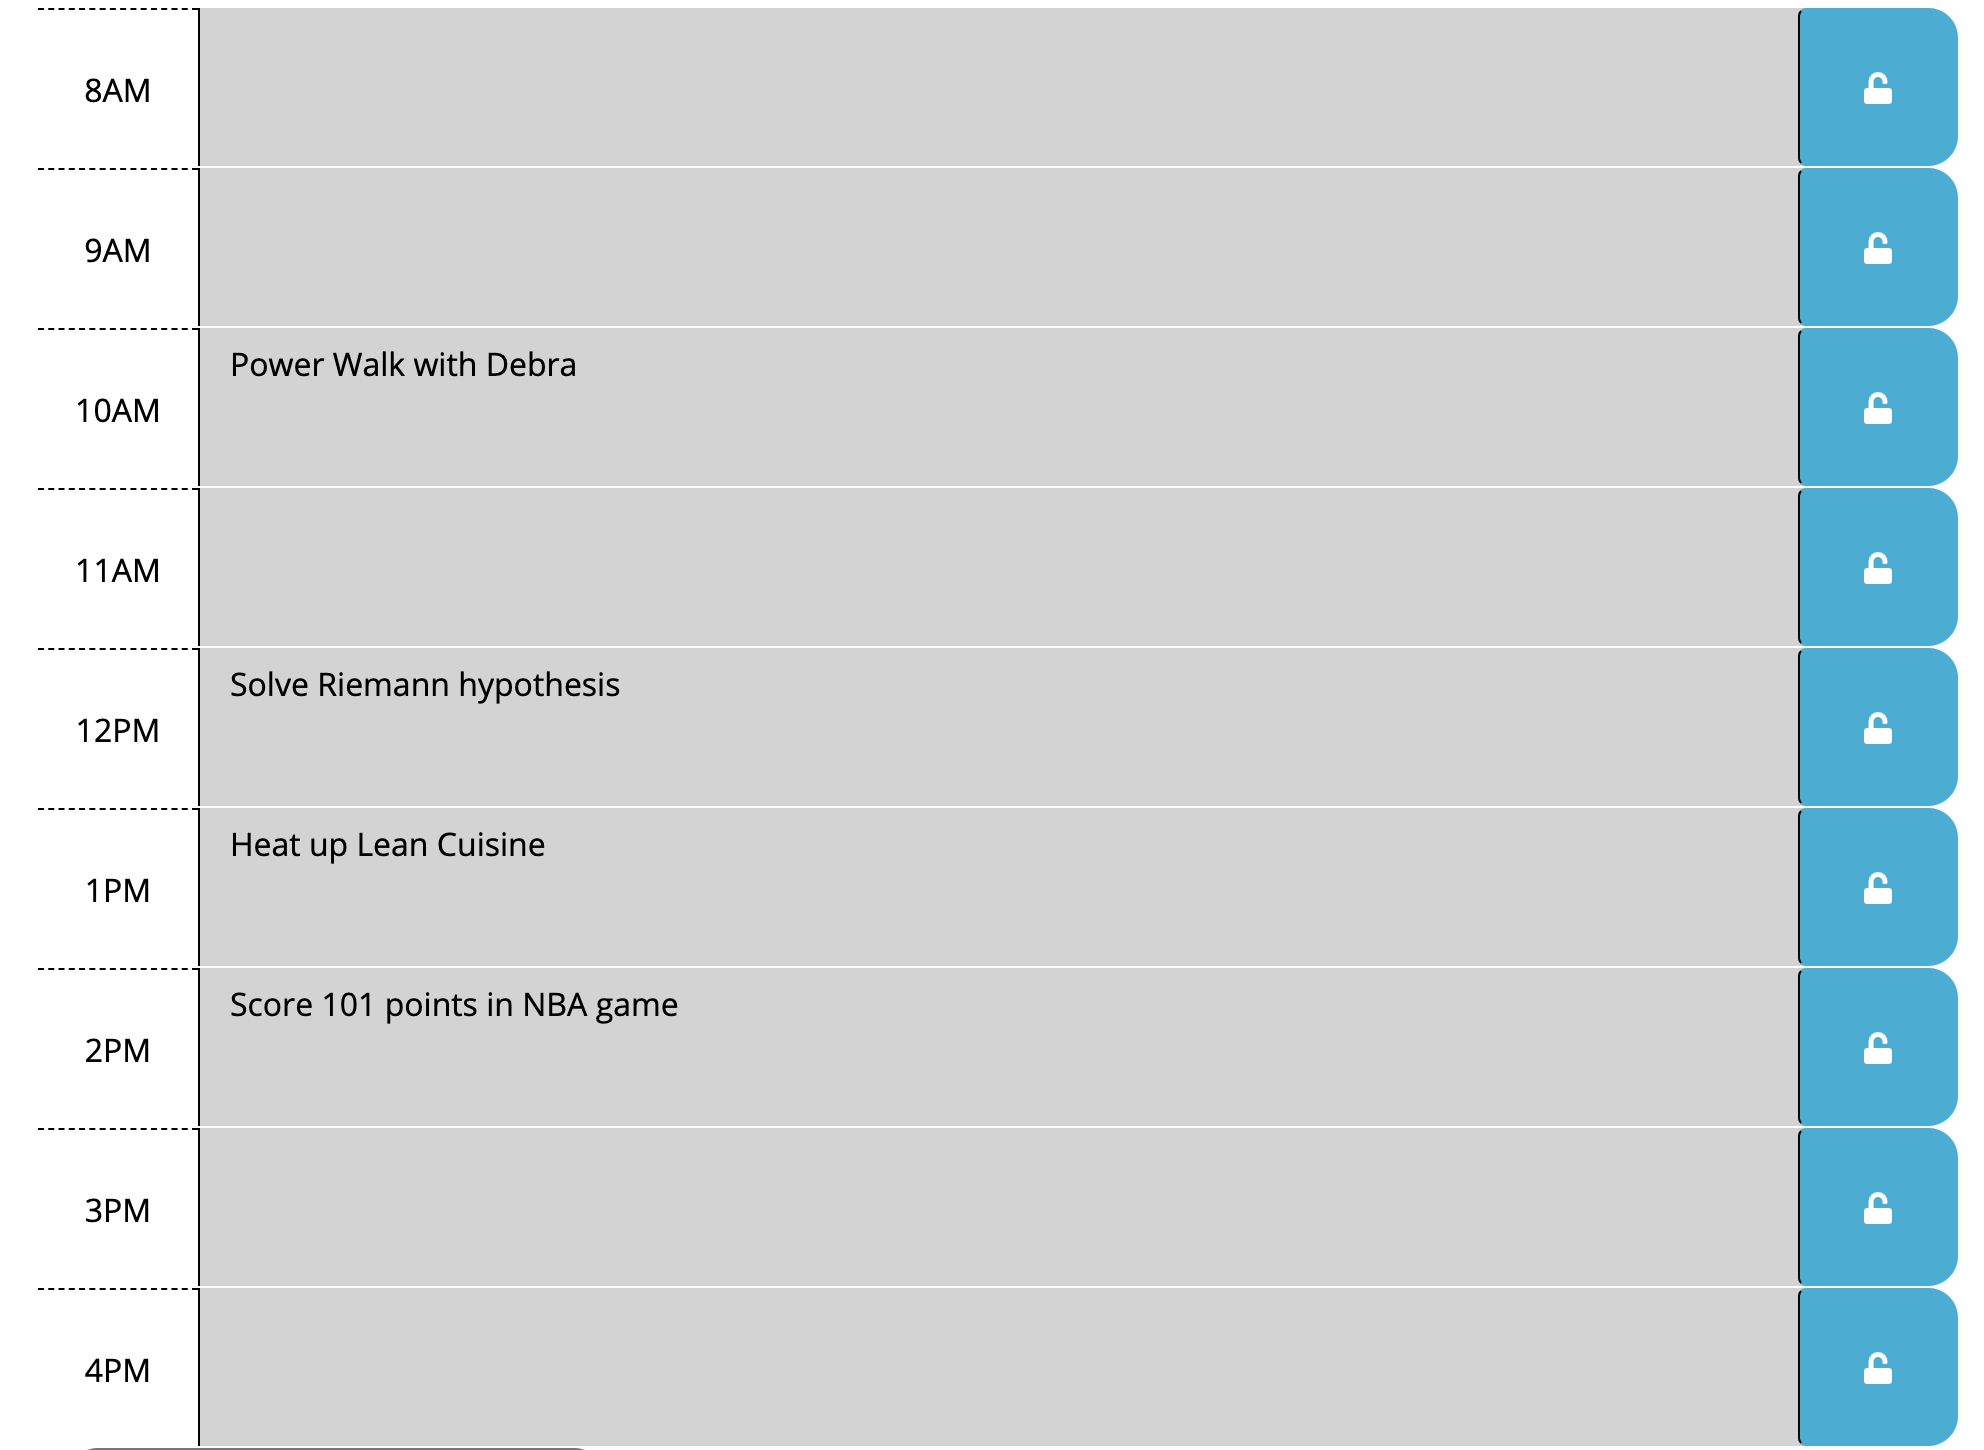 8AM
9AM
Power Walk with Debra
10AM
11AM
Solve Riemann hypothesis
12PM
Heat up Lean Cuisine
1PM
Score 101 points in NBA game
2PM
3PM
4PM